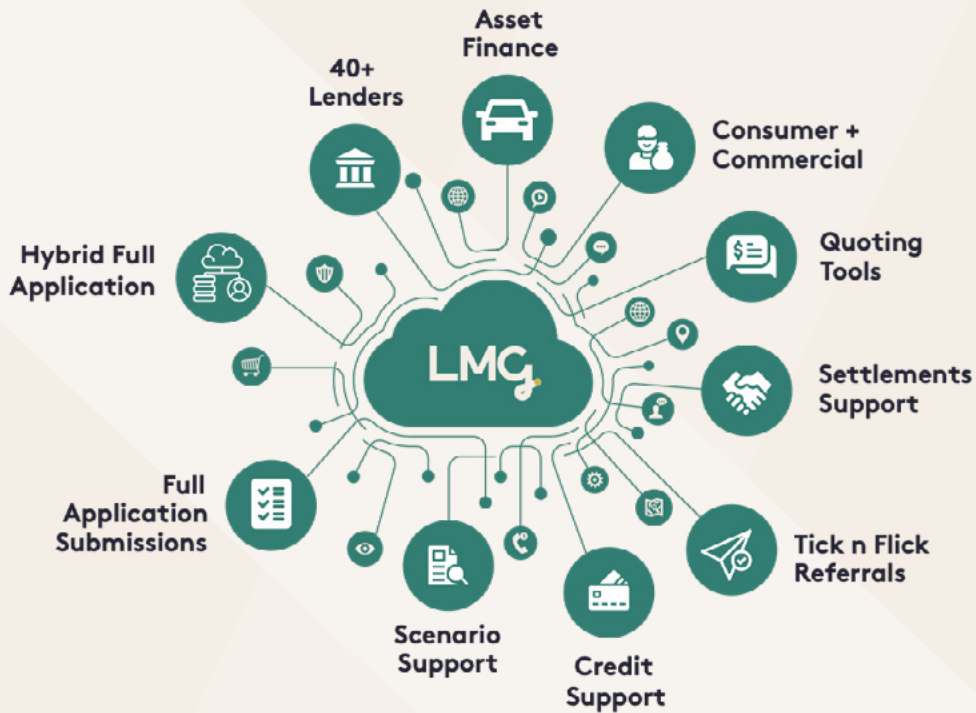 Asset
Finance
40+
Lenders
Consumer +
Commercial
Hybrid Full
Application
Quoting
Tools
LMG
Settlements
Support
Full
Application
Submissions
Tick n Flick
Referrals
Scenario
Support
Credit
Support